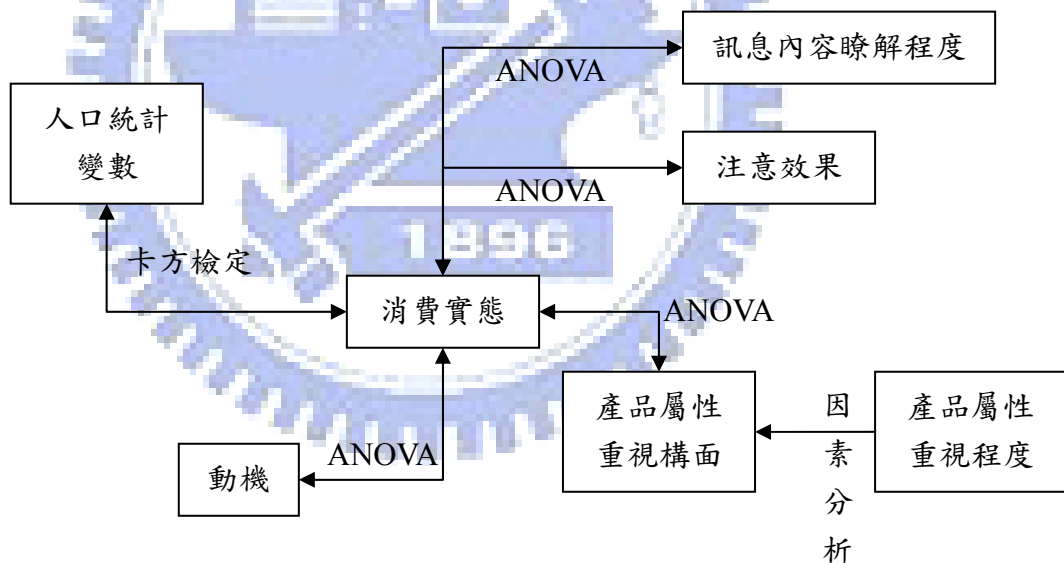 訊息內容瞭解程度
ANOVA
人口統計
變數
注意效果
ANOVA
1896
卡方檢定
消費實態
ANOVA
產品屬性
重視構面
因
素
分
析
產品屬性
重視程度
ANOVA
動機